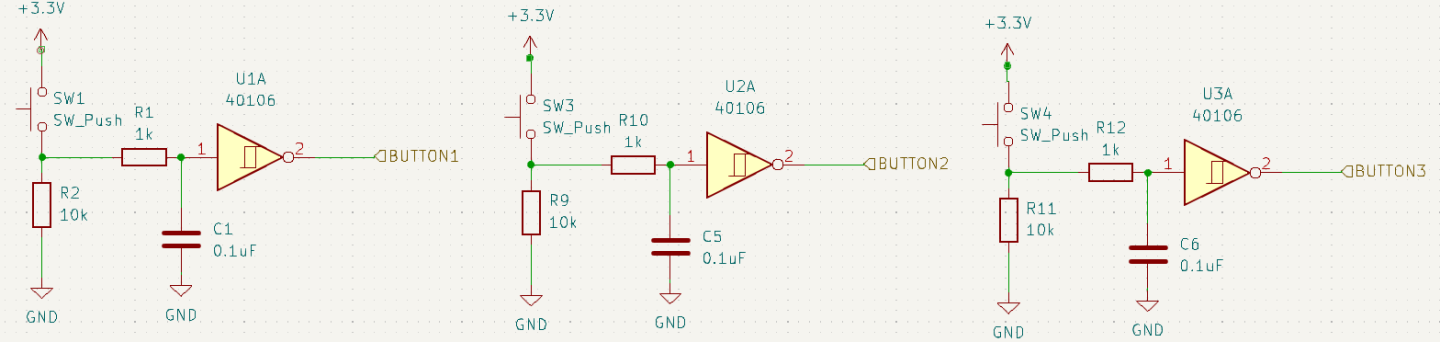 +3.3V
SW1
SW_Push
R1
1k
U1A
40106
1
2
BUTTON1
R2
10k
C1
0.1uF
GND
GND
+3.3V
SW3
SW_Push
R10
1k
U2A
40106
1
2
BUTTON2
R9
10k
C5
0.1uF
GND
GND
+3.3V
SW4
SW_Push
R12
1k
U3A
40106
1
2
BUTTON3
R11
10k
C6
0.1uF
GND
GND